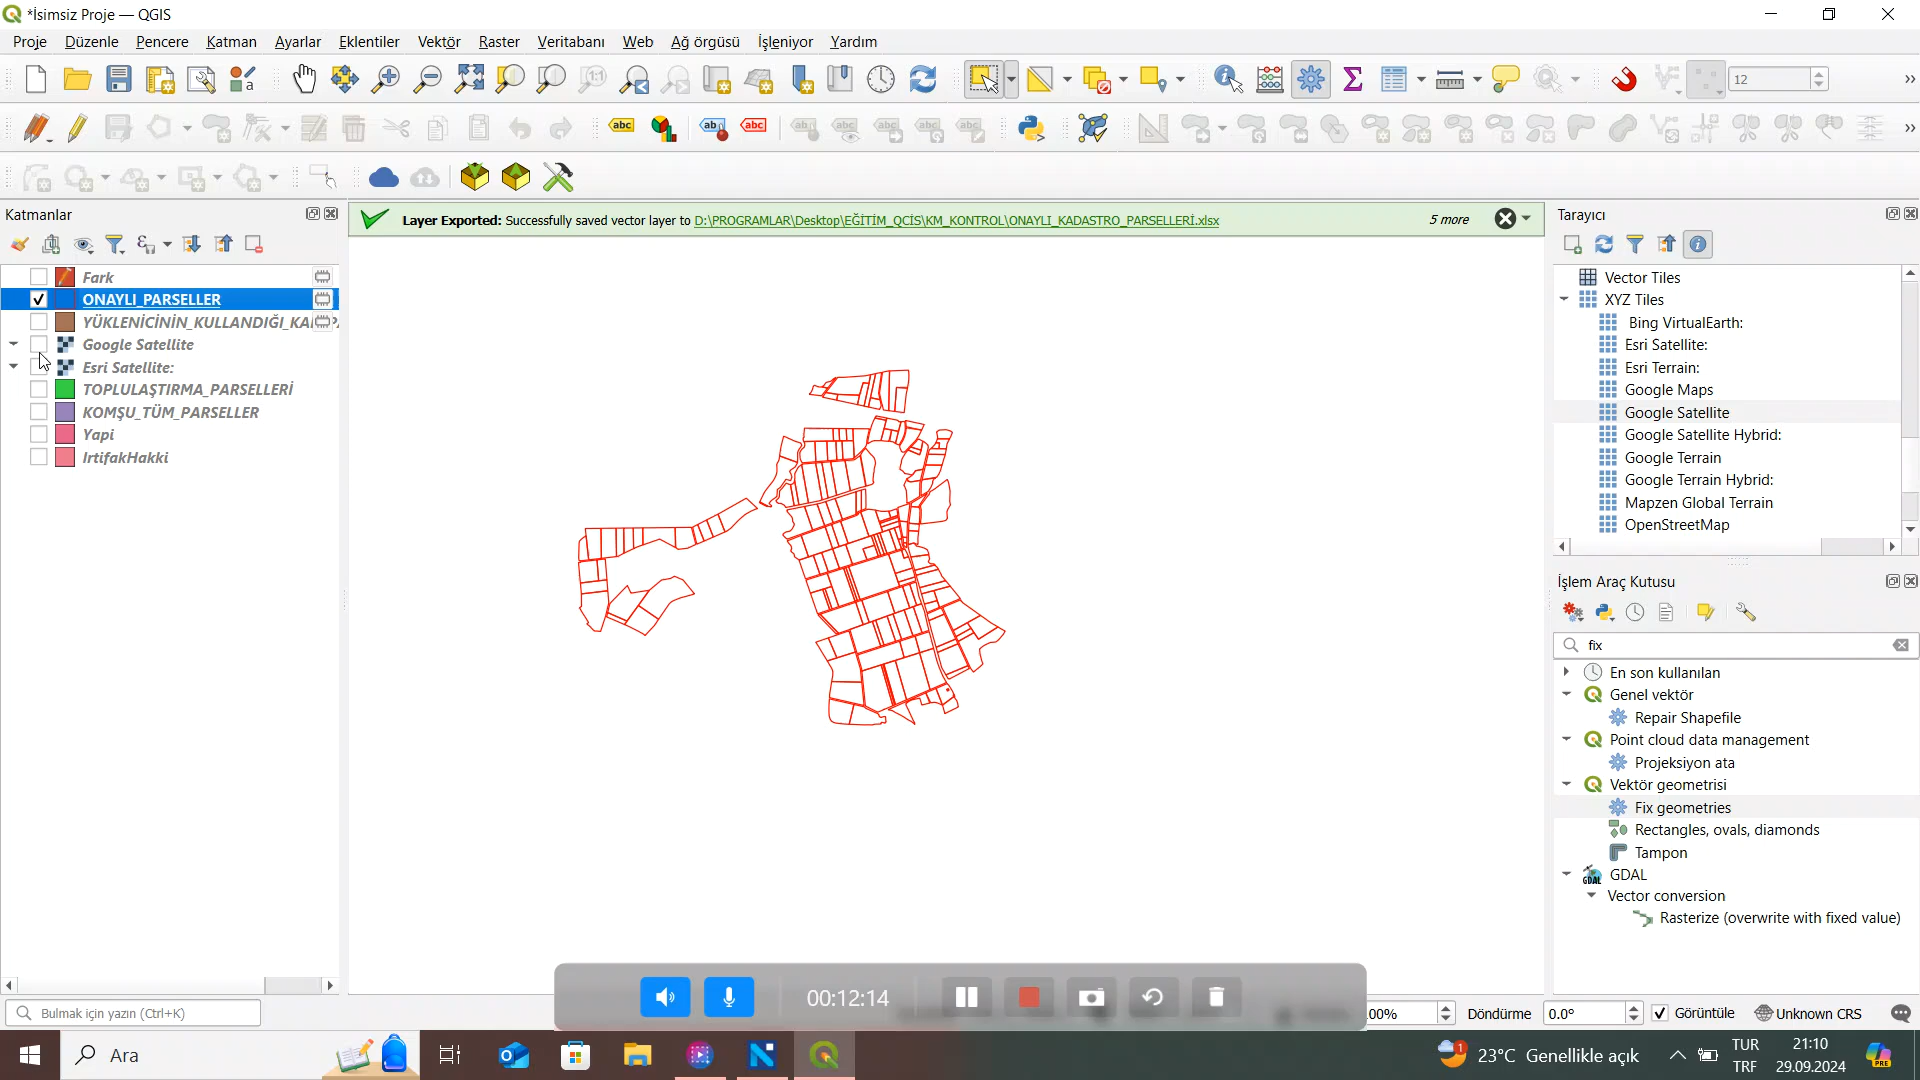 *İsimsiz Proje — QGIS
Proje Düzenle Pencere Katman Ayarlar Eklentiler Vektör Raster Veritabanı Web Ağ örgüsü İşleniyor Yardım
12
abc abc abc
Katmanlar
Layer Exported: Successfully saved vector layer to D:\PROGRAMLAR\Desktop\EĞİTİM_QCİS\KM_KONTROL\ONAYLI_KADASTRO_PARSELLERİ.xlsx 5 more
Fark
ONAYLI_PARSELLER
YÜKLENİCİNİN_KULLANDIĞI_KA
Google Satellite
Esri Satellite:
TOPLULAŞTIRMA_PARSELLERİ
KOMŞU_TÜM_PARSELLER
Yapi
IrtifakHakki
Tarayıcı
Vector Tiles
XYZ Tiles
Bing VirtualEarth:
Esri Satellite:
Esri Terrain:
Google Maps
Google Satellite
Google Satellite Hybrid:
Google Terrain
Google Terrain Hybrid:
Mapzen Global Terrain
OpenStreetMap
İşlem Araç Kutusu
fix
En son kullanılan
Genel vektör
Repair Shapefile
Point cloud data management
Projeksiyon ata
Vektör geometrisi
Fix geometries
Rectangles, ovals, diamonds
Tampon
GDAL
Vector conversion
Rasterize (overwrite with fixed value)
00:12:14
Bulmak için yazın (Ctrl+K)
00% Döndürme 0.0° Görüntüle Unknown CRS
Ara
23°C Genellikle açık
TUR
TRF
21:10
29.09.2024